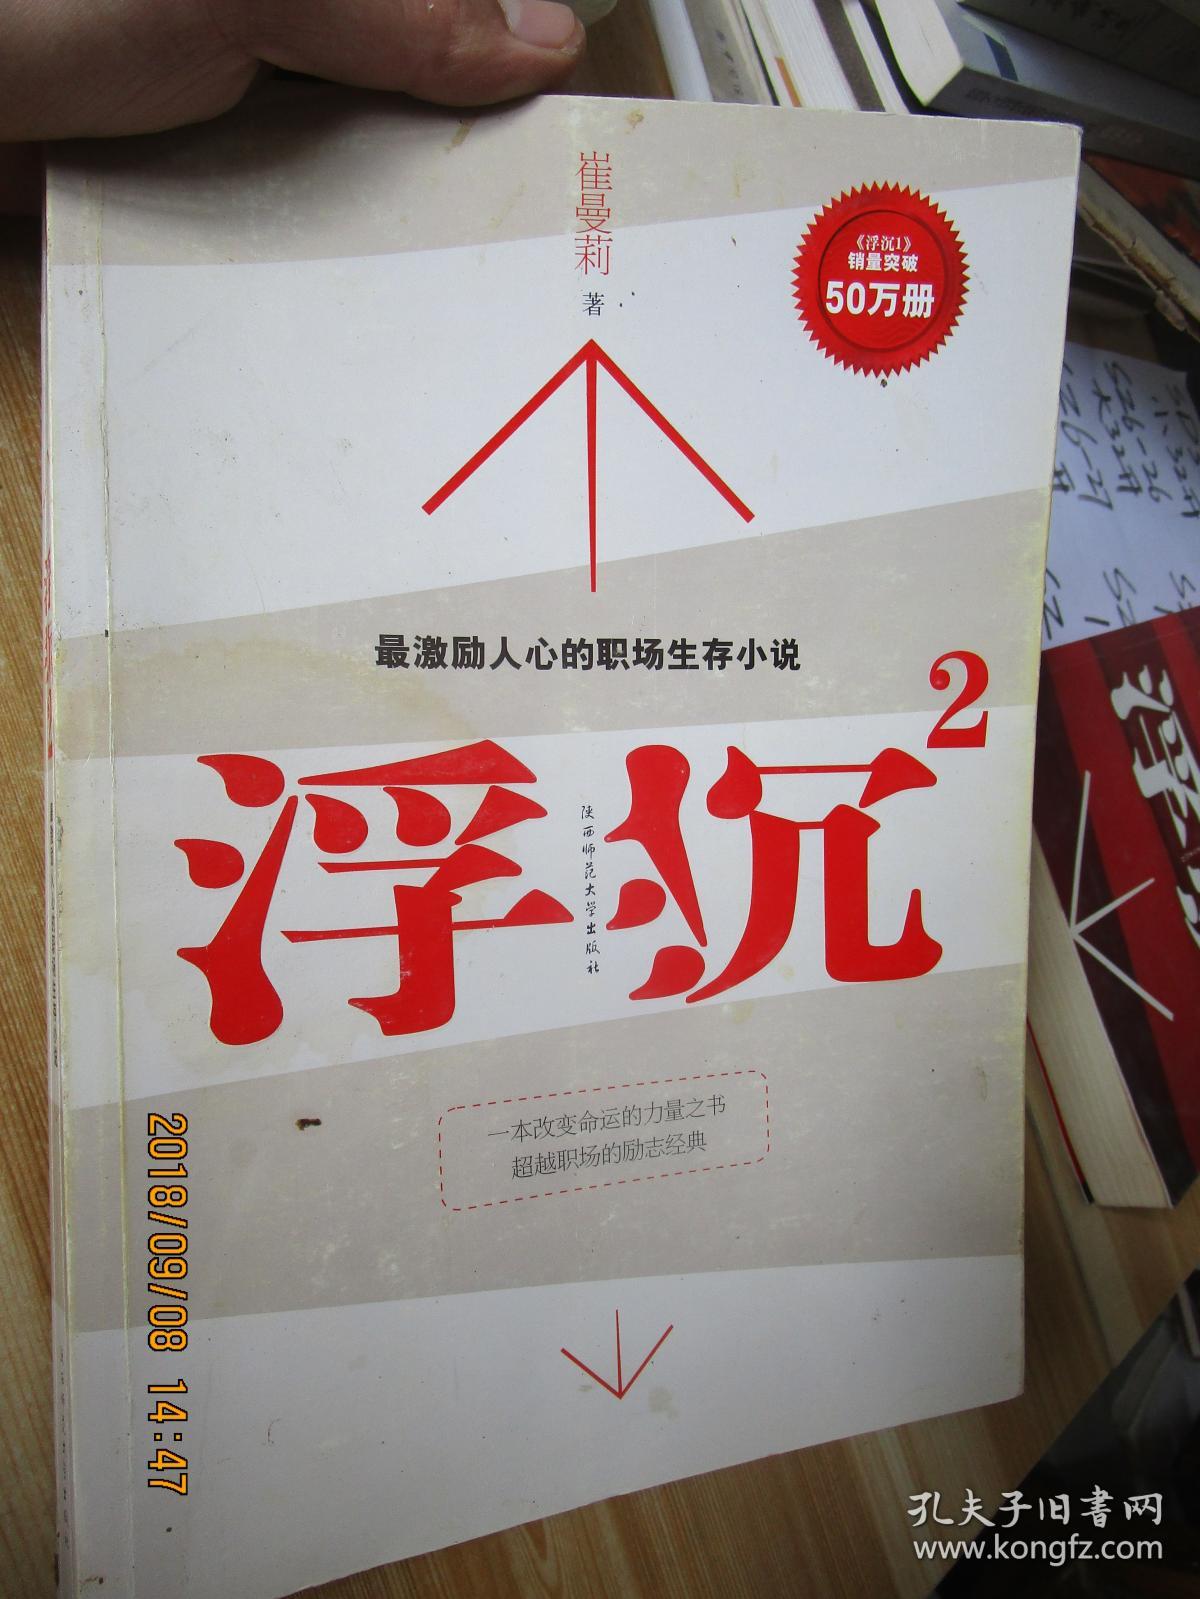 崔曼莉
著
《浮沉1》
销量突破
50万册
最激励人心的职场生存小说
浮沉2
陕西师范大学出版社
一本改变命运的力量之书
超越职场的励志经典
2018/09/08 14:47
孔夫子旧書网
www.kongfz.com